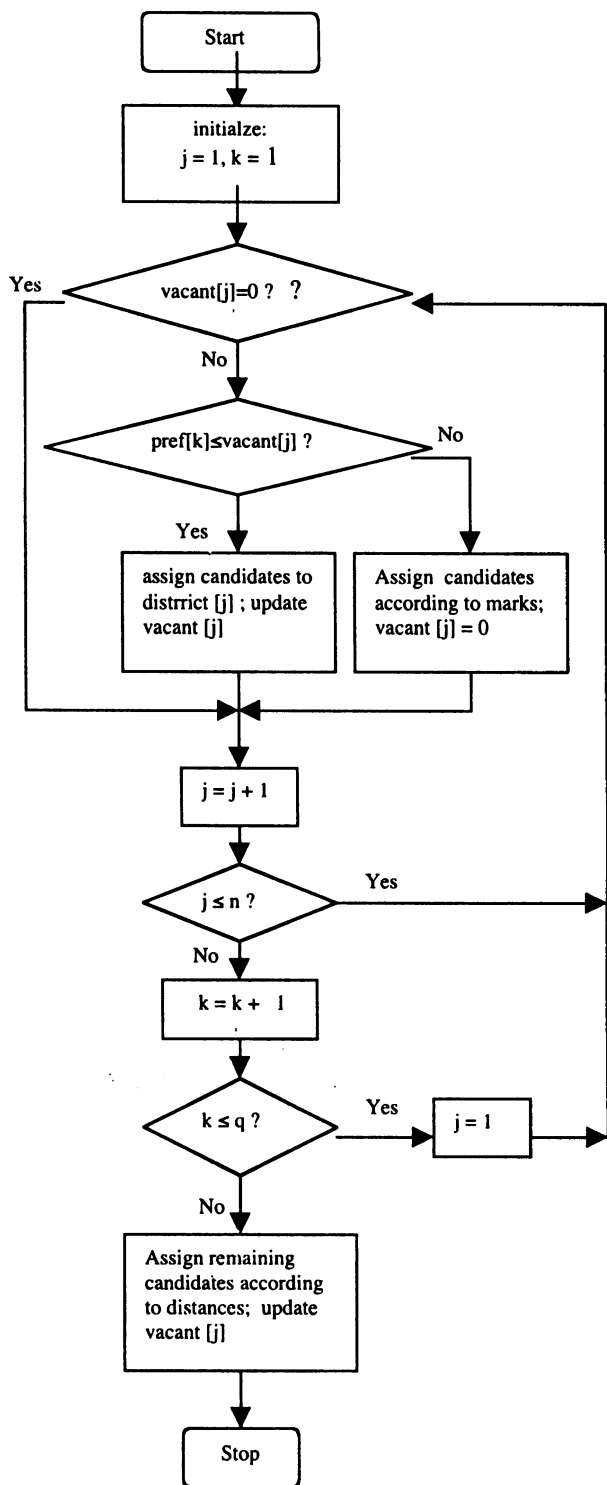 Start
initialze:
j = 1, k = 1
Yes
vacant[j]=0 ? ?
No
pref[k]≤vacant[j] ?
No
Yes
assign candidates to
distrrict [j] ; update
vacant [j]
Assign candidates
according to marks;
vacant [j] = 0
j = j + 1
j ≤ n ?
Yes
No
k = k + 1
k ≤ q ?
Yes
j = 1
No
Assign remaining
candidates according
to distances; update
vacant [j]
Stop